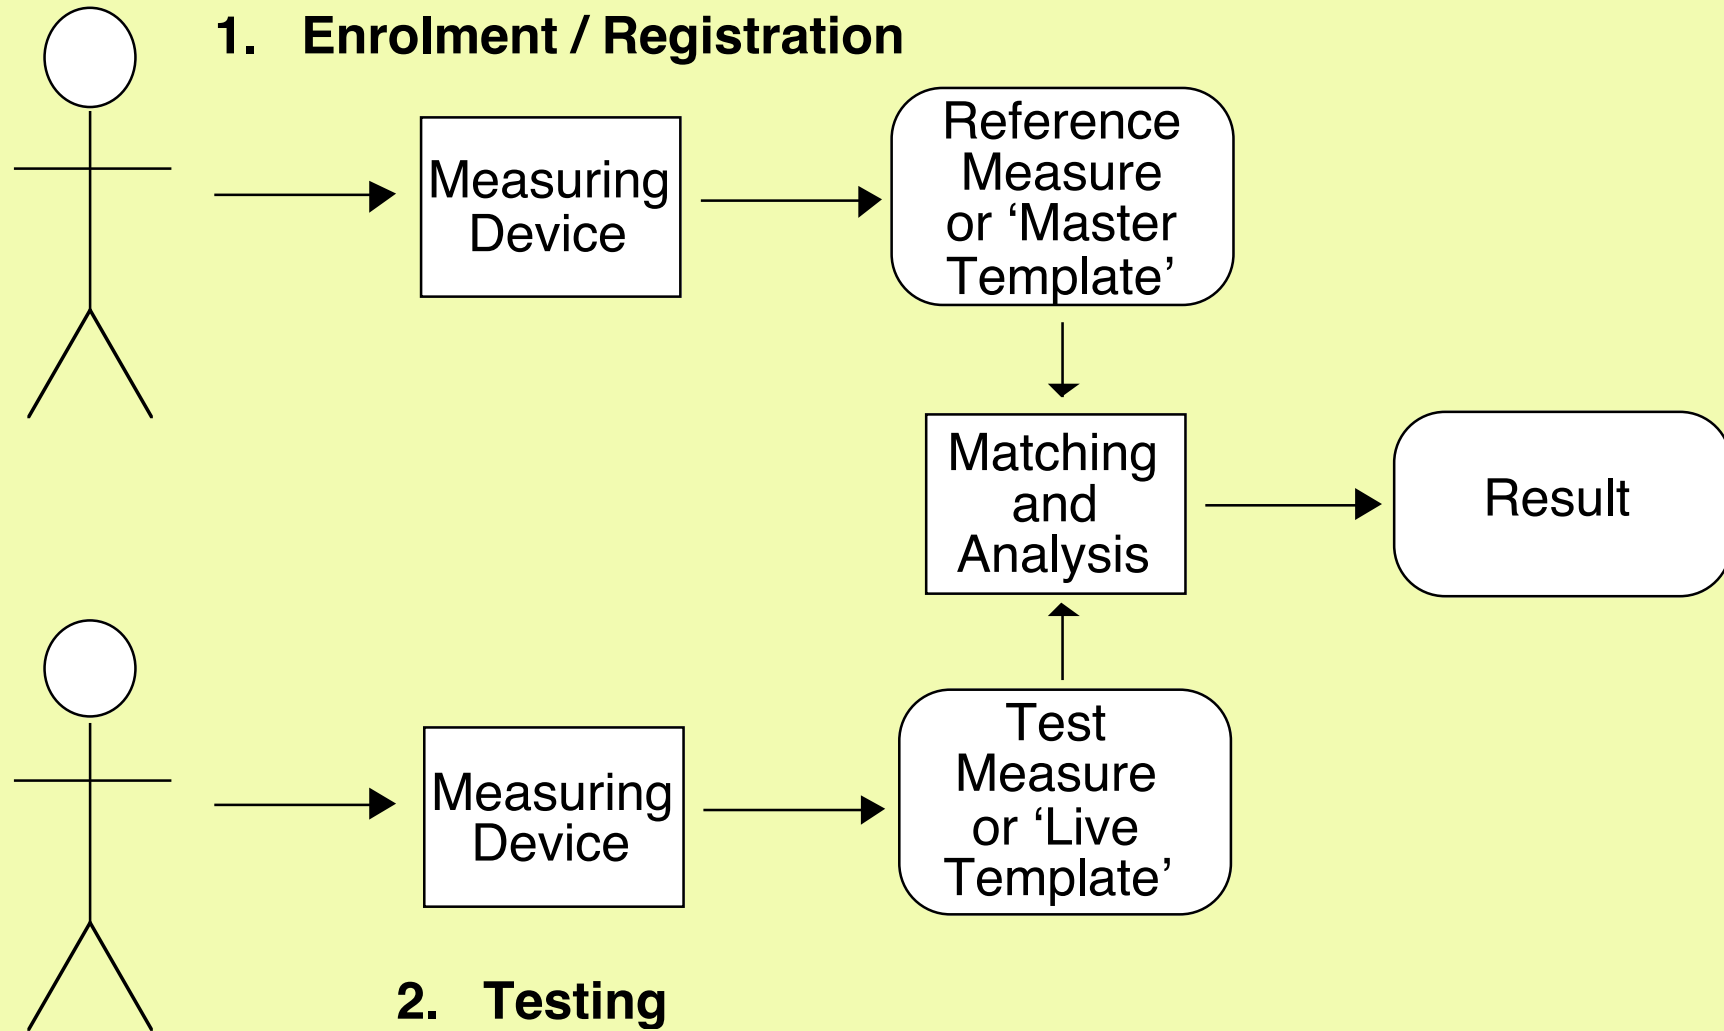 1. Enrolment / Registration
Measuring
Device
Reference
Measure
or ‘Master
Template’
Matching
and
Analysis
Result
Measuring
Device
Test
Measure
or ‘Live
Template’
2. Testing